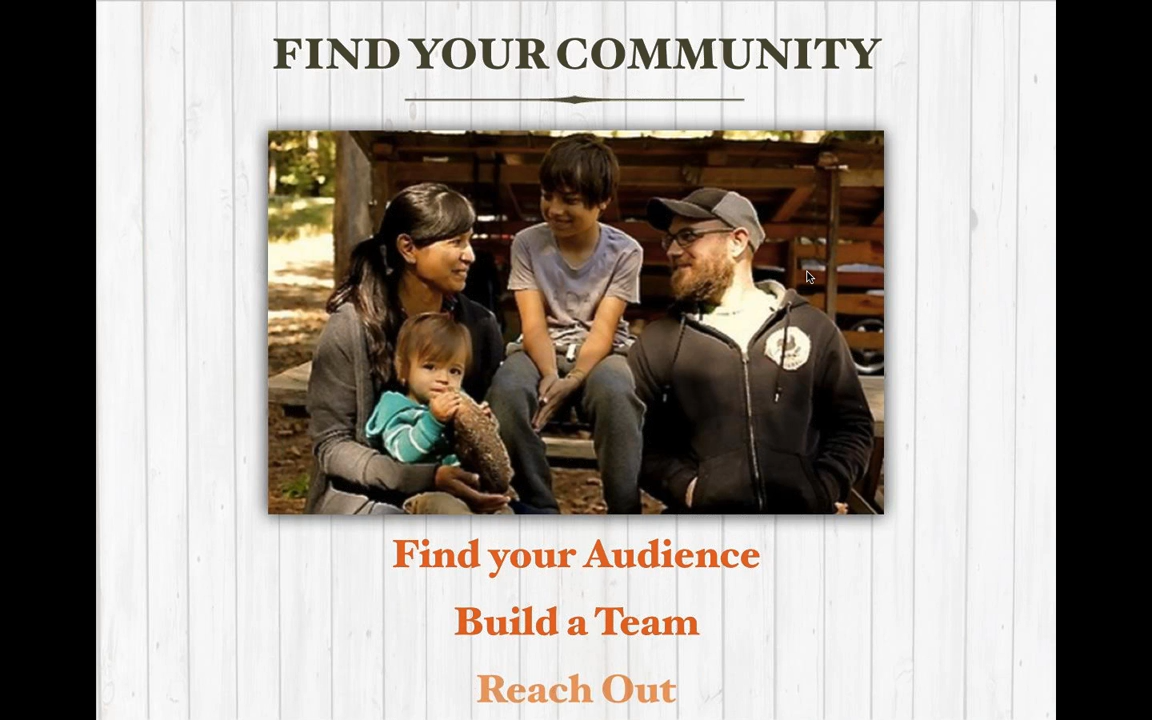 FIND YOUR COMMUNITY
Find your Audience
Build a Team
Reach Out